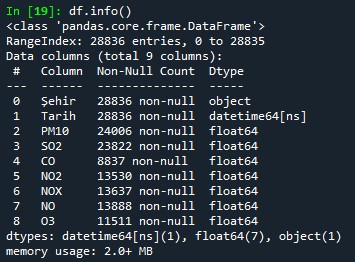 In [19]: df.info()
<class 'pandas.core.frame.DataFrame'>
RangeIndex: 28836 entries, 0 to 28835
Data columns (total 9 columns):
 #   Column  Non-Null Count  Dtype
---  ------  --------------  -----
 0   Şehir   28836 non-null  object
 1   Tarih   28836 non-null  datetime64[ns]
 2   PM10    24006 non-null  float64
 3   SO2     23822 non-null  float64
 4   CO      8837 non-null   float64
 5   NO2     13530 non-null  float64
 6   NOX     13637 non-null  float64
 7   NO      13888 non-null  float64
 8   O3      11511 non-null  float64
dtypes: datetime64[ns](1), float64(7), object(1)
memory usage: 2.0+ MB